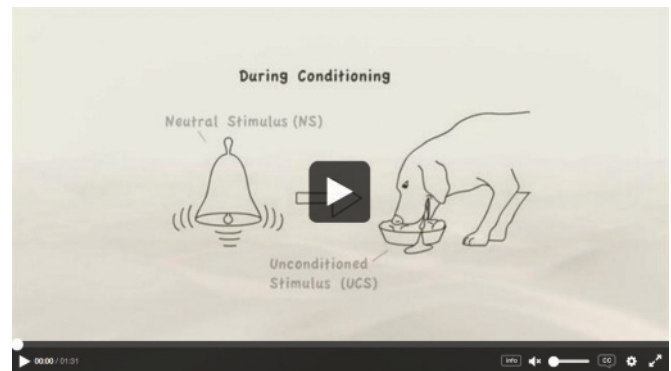 During Conditioning
Neutral Stimulus (NS)
Unconditioned
Stimulus (UCS)
00:00 / 01:31
Info
CC